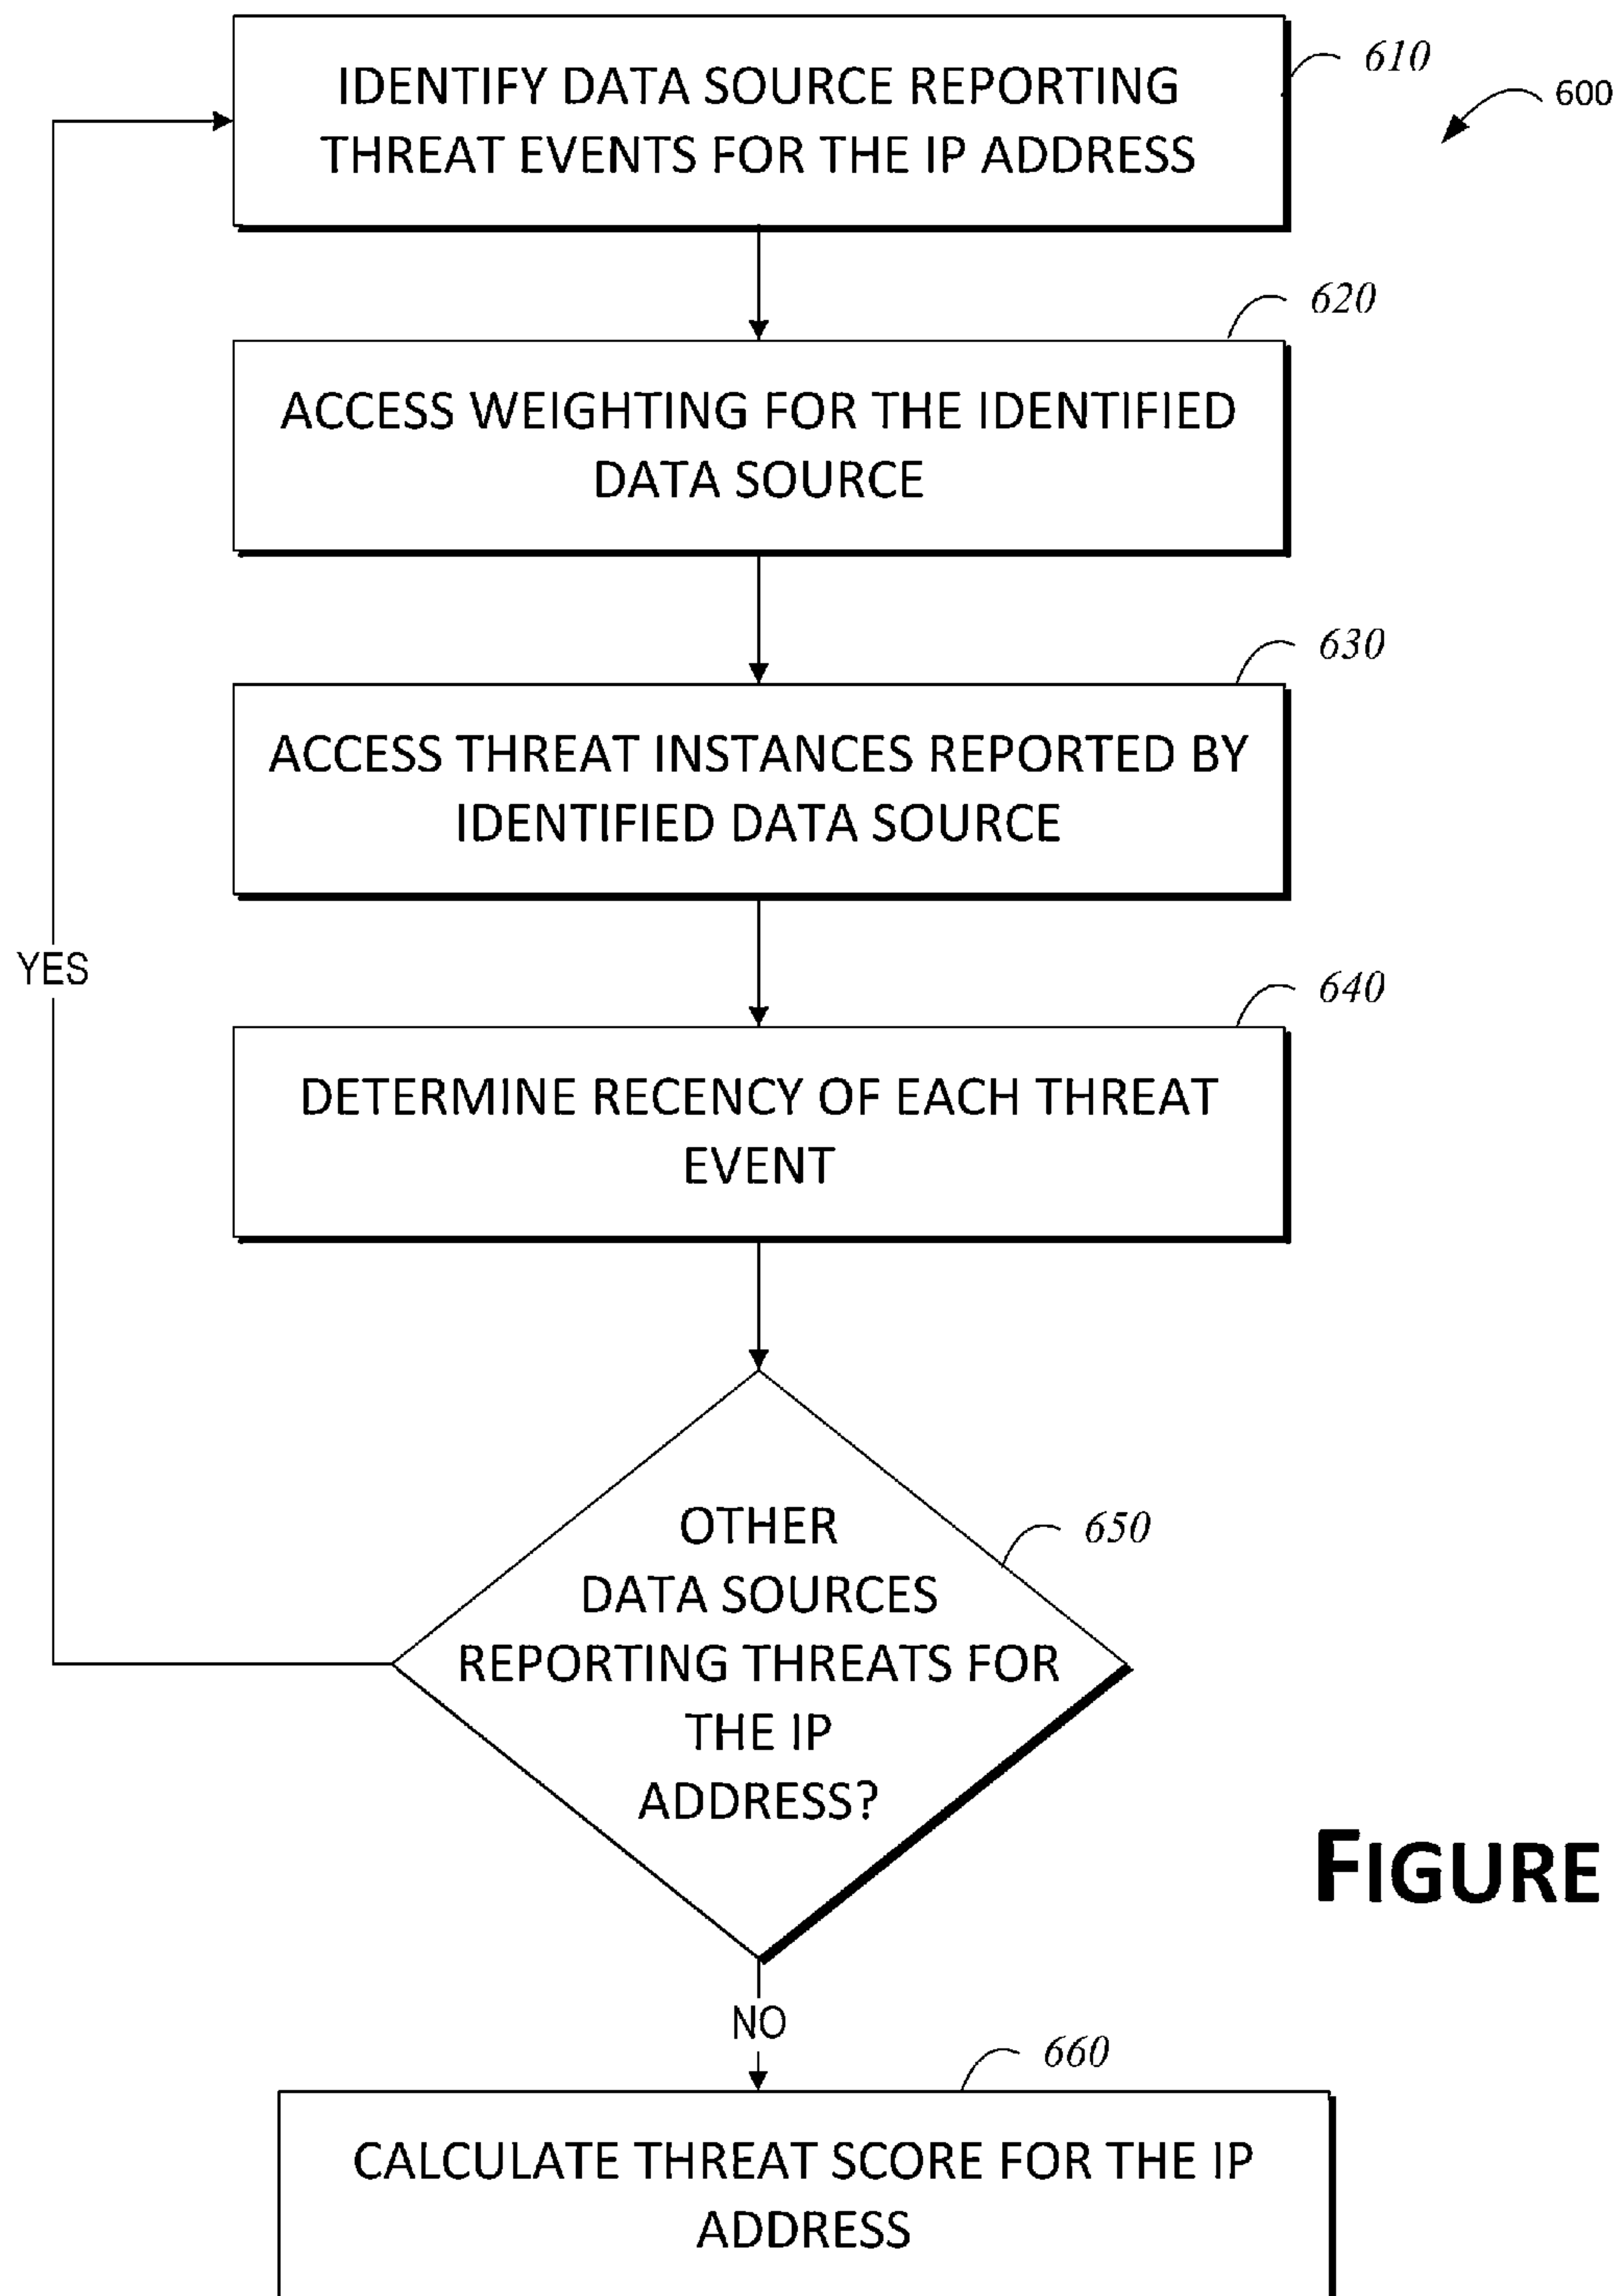 IDENTIFY DATA SOURCE REPORTING
THREAT EVENTS FOR THE IP ADDRESS
610
600
620
ACCESS WEIGHTING FOR THE IDENTIFIED
DATA SOURCE
630
ACCESS THREAT INSTANCES REPORTED BY
IDENTIFIED DATA SOURCE
YES
640
DETERMINE RECENCY OF EACH THREAT
EVENT
OTHER
DATA SOURCES
REPORTING THREATS FOR
THE IP
ADDRESS?
650
FIGURE
NO
660
CALCULATE THREAT SCORE FOR THE IP
ADDRESS